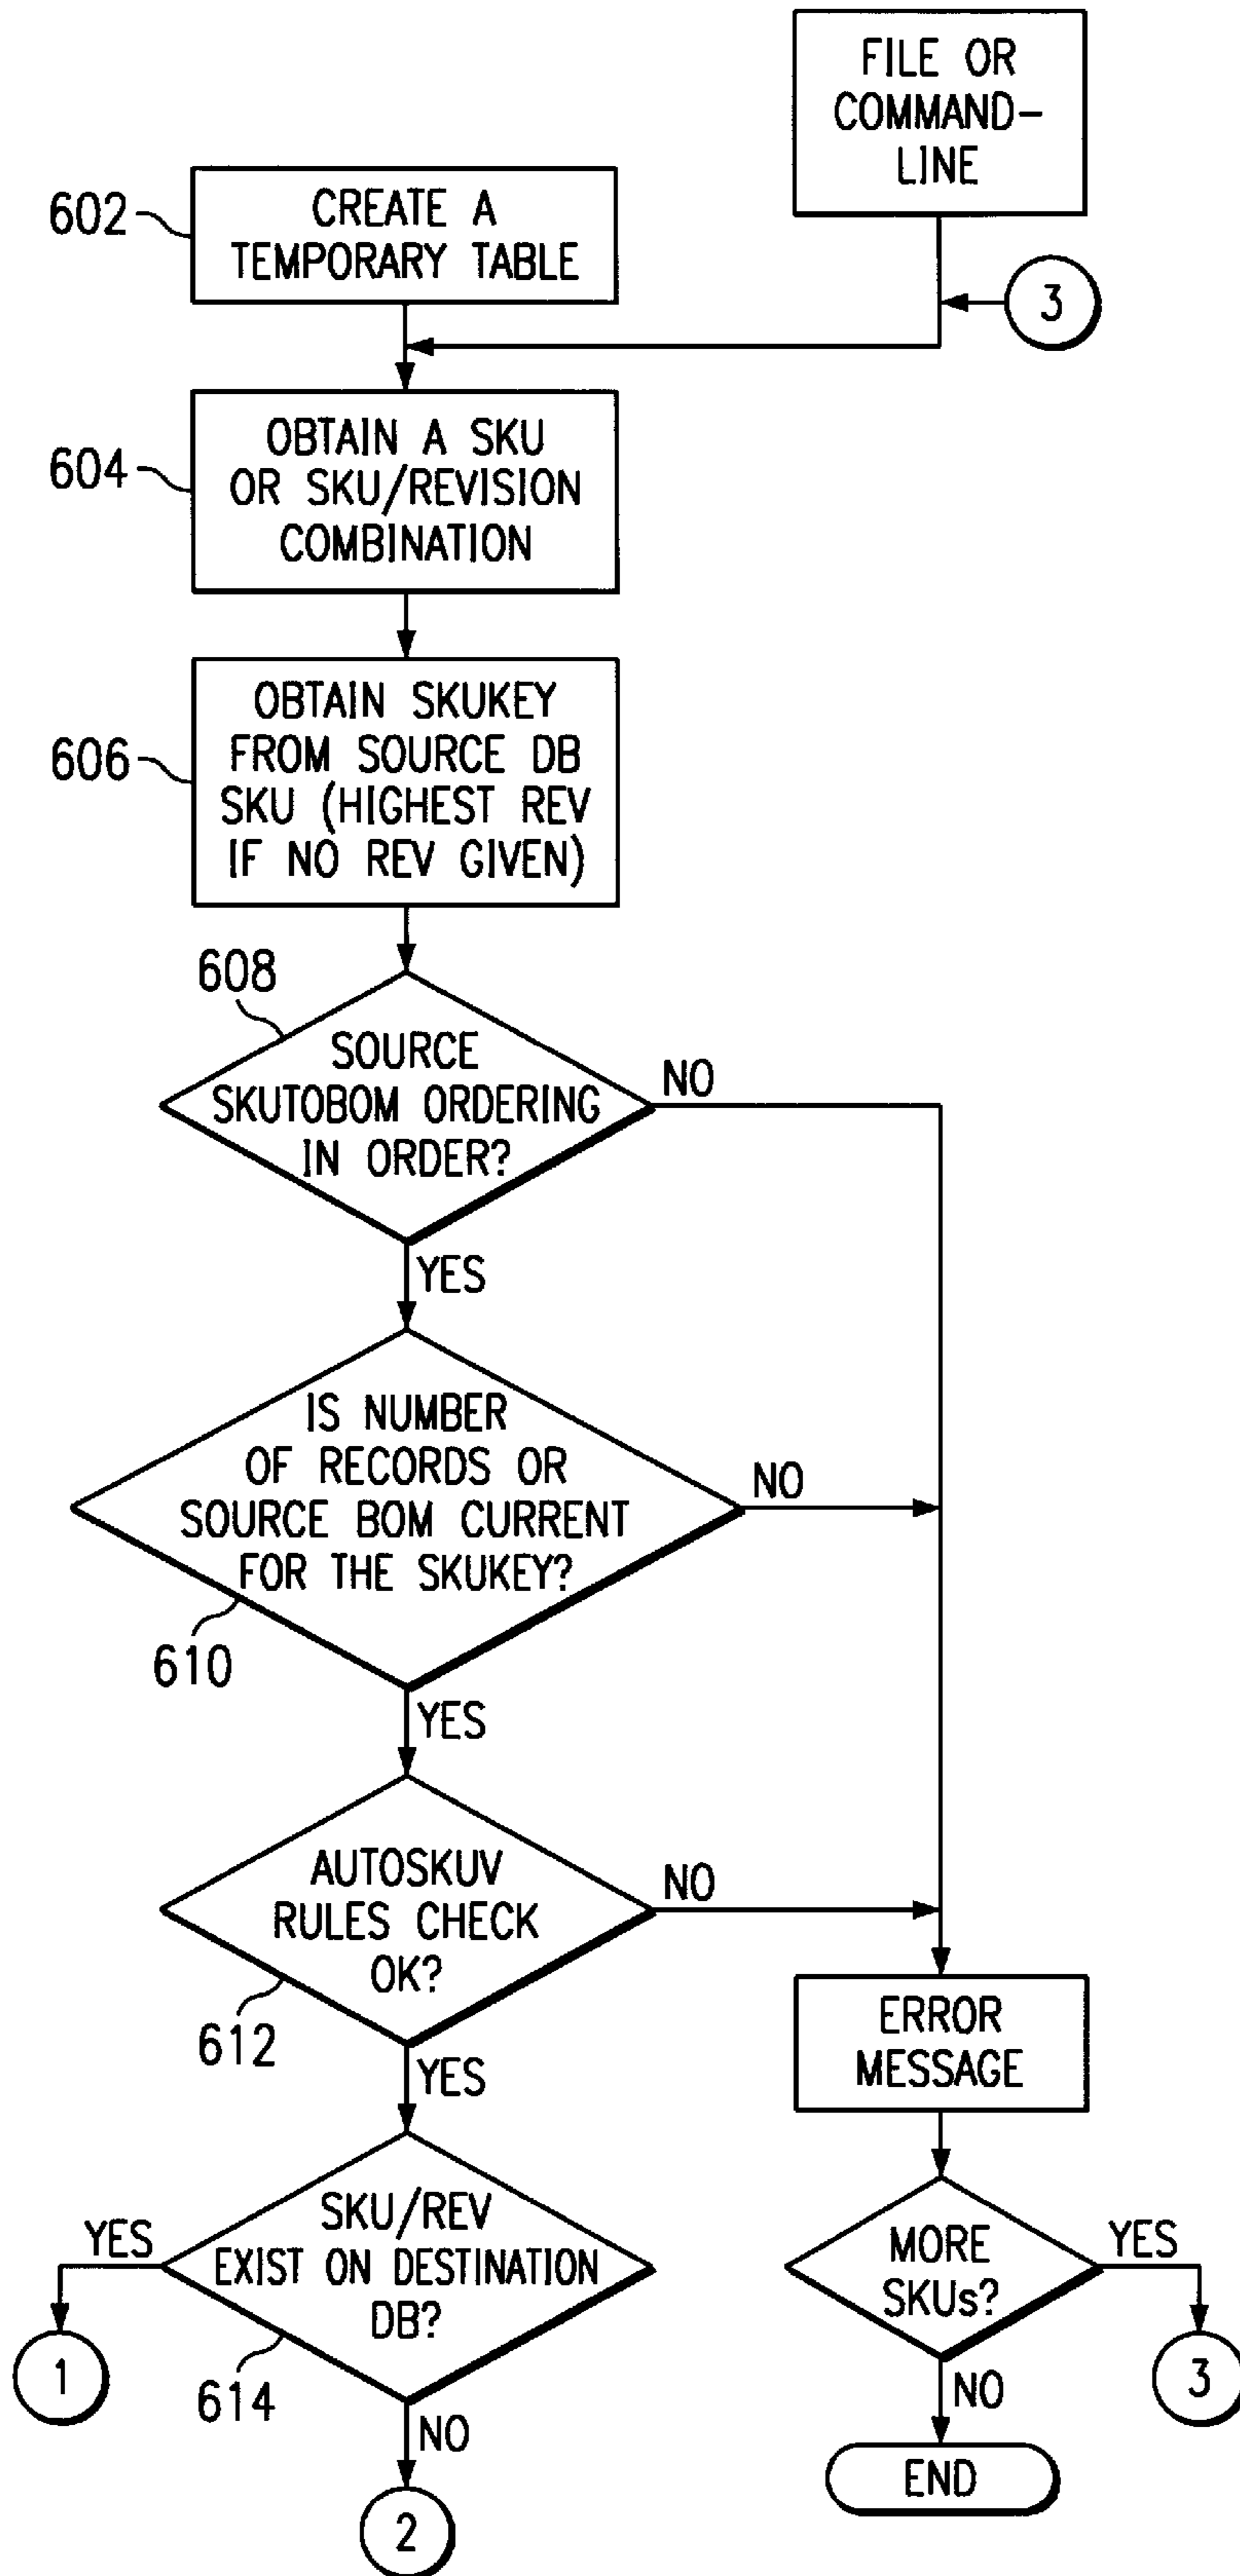 FILE OR
COMMAND-
LINE
602
CREATE A
TEMPORARY TABLE
3
604
OBTAIN A SKU
OR SKU/REVISION
COMBINATION
606
OBTAIN SKUKEY
FROM SOURCE DB
SKU (HIGHEST REV
IF NO REV GIVEN)
608
SOURCE
SKUTOBOM ORDERING
IN ORDER?
NO
YES
IS NUMBER
OF RECORDS OR
SOURCE BOM CURRENT
FOR THE SKUKEY?
NO
610
YES
AUTOSKUV
RULES CHECK
OK?
NO
612
YES
ERROR
MESSAGE
SKU/REV
EXIST ON DESTINATION
DB?
YES
1
614
NO
2
MORE
SKUs?
YES
3
NO
END